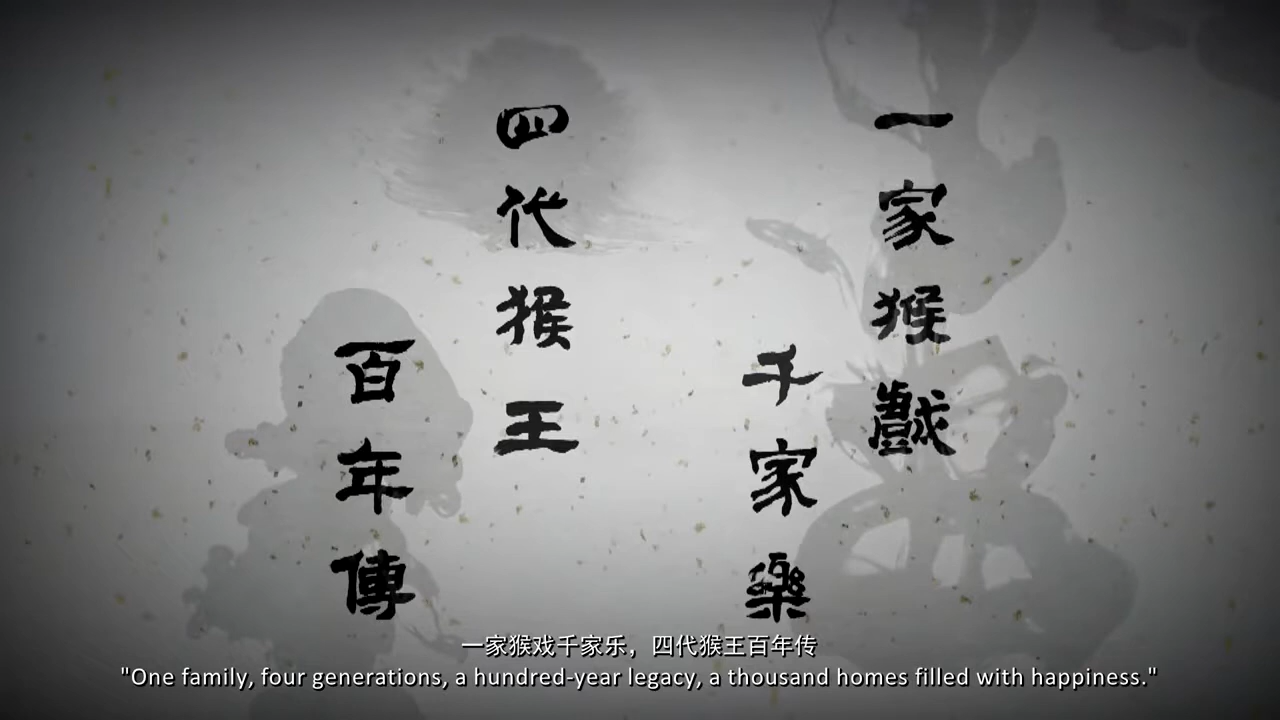 一家猴戲
千家樂
四代猴王
百年傳
一家猴戏千家乐，四代猴王百年传
"One family, four generations, a hundred-year legacy, a thousand homes filled with happiness."